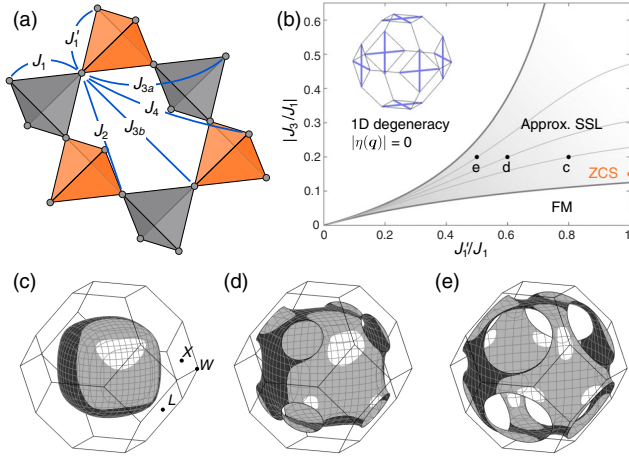 (a)
J₁
J₁'
J₃ₐ
J₄
J₃b
J₂
(b)
|J₃/J₁|
0.6
0.5
0.4
0.3
0.2
0.1
0
1D degeneracy
|η(q)| = 0
Approx. SSL
e
d
c
ZCS
FM
0
0.2
0.4
0.6
0.8
1
J₁'/J₁
(c)
X
W
L
(d)
(e)